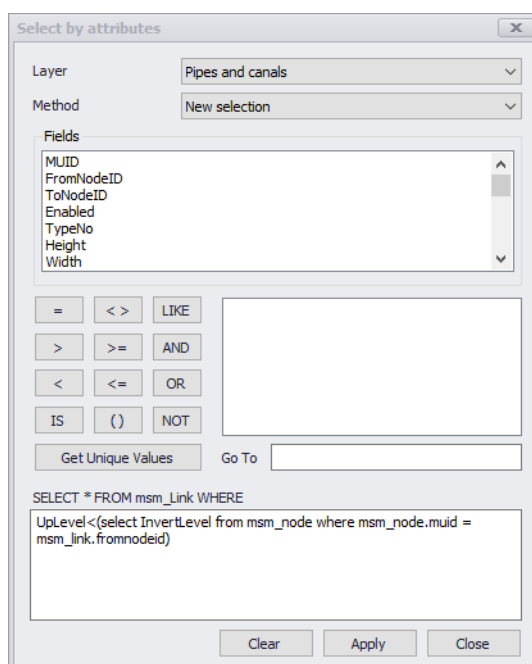 Select by attributes
Layer
Pipes and canals
Method
New selection
Fields
MUID
FromNodeID
ToNodeID
Enabled
TypeNo
Height
Width
= < > LIKE
> >= AND
< <= OR
IS () NOT
Get Unique Values
Go To
SELECT * FROM msm_Link WHERE
UpLevel<(select InvertLevel from msm_node where msm_node.muid =
msm_link.fromnodeid)
Clear
Apply
Close